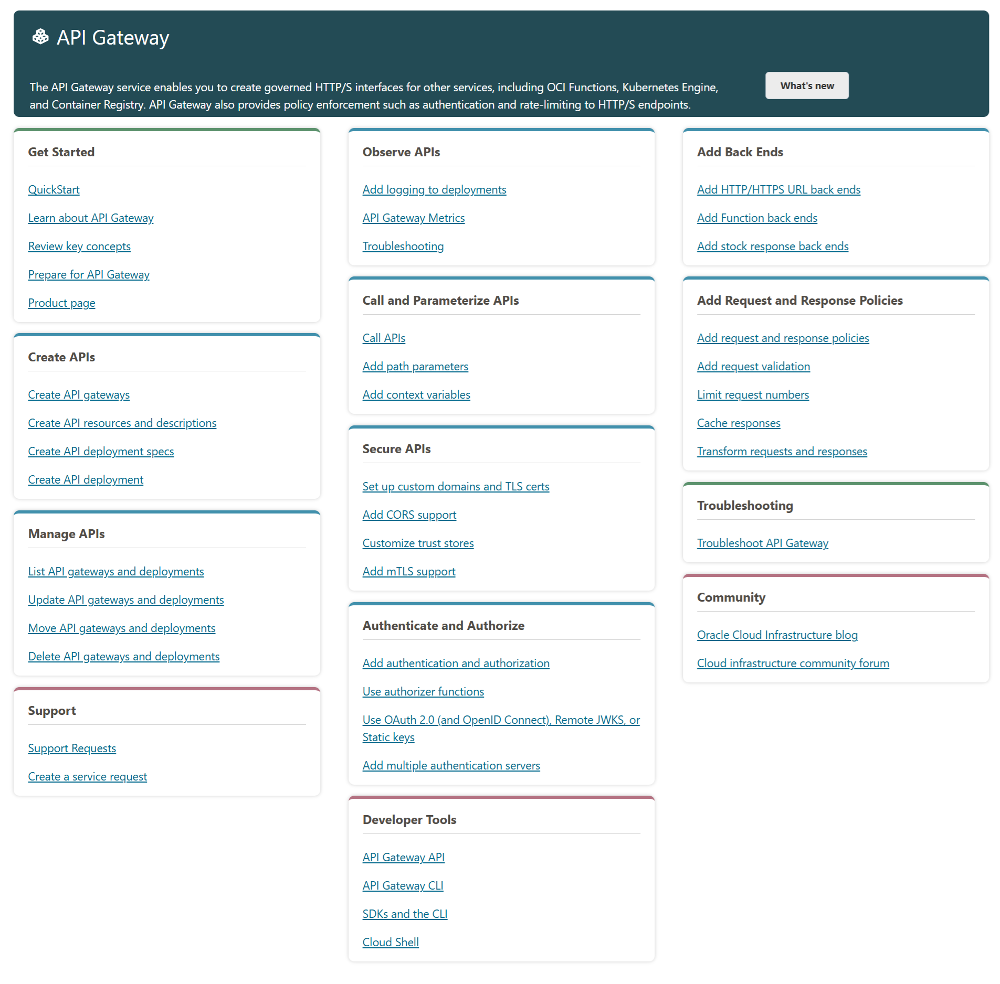 API Gateway
The API Gateway service enables you to create governed HTTP/S interfaces for other services, including OCI Functions, Kubernetes Engine,
and Container Registry. API Gateway also provides policy enforcement such as authentication and rate-limiting to HTTP/S endpoints.
What's new
Get Started
QuickStart
Learn about API Gateway
Review key concepts
Prepare for API Gateway
Product page
Create APIs
Create API gateways
Create API resources and descriptions
Create API deployment specs
Create API deployment
Manage APIs
List API gateways and deployments
Update API gateways and deployments
Move API gateways and deployments
Delete API gateways and deployments
Support
Support Requests
Create a service request
Observe APIs
Add logging to deployments
API Gateway Metrics
Troubleshooting
Call and Parameterize APIs
Call APIs
Add path parameters
Add context variables
Secure APIs
Set up custom domains and TLS certs
Add CORS support
Customize trust stores
Add mTLS support
Authenticate and Authorize
Add authentication and authorization
Use authorizer functions
Use OAuth 2.0 (and OpenID Connect), Remote JWKS, or
Static keys
Add multiple authentication servers
Developer Tools
API Gateway API
API Gateway CLI
SDKs and the CLI
Cloud Shell
Add Back Ends
Add HTTP/HTTPS URL back ends
Add Function back ends
Add stock response back ends
Add Request and Response Policies
Add request and response policies
Add request validation
Limit request numbers
Cache responses
Transform requests and responses
Troubleshooting
Troubleshoot API Gateway
Community
Oracle Cloud Infrastructure blog
Cloud infrastructure community forum